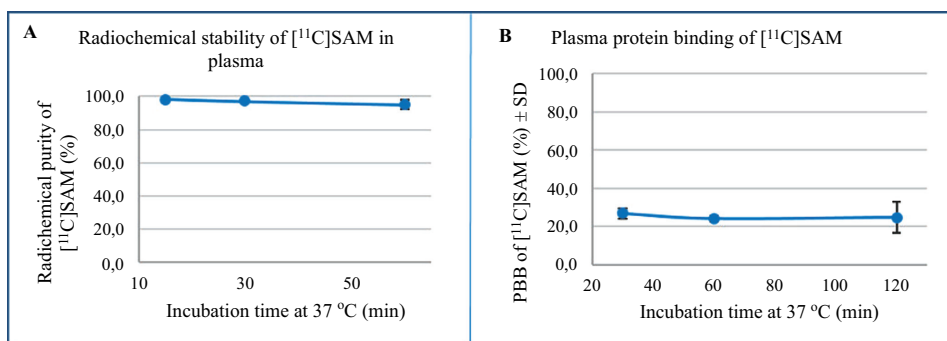 A
Radiochemical stability of [¹¹C]SAM in
plasma
Radichemical purity of
[¹¹C]SAM (%)
100,0
80,0
60,0
40,0
20,0
0,0
10
30
50
Incubation time at 37 °C (min)
B
Plasma protein binding of [¹¹C]SAM
PBB of [¹¹C]SAM (%) ± SD
100,0
80,0
60,0
40,0
20,0
0,0
20
40
60
80
100
120
Incubation time at 37 °C (min)